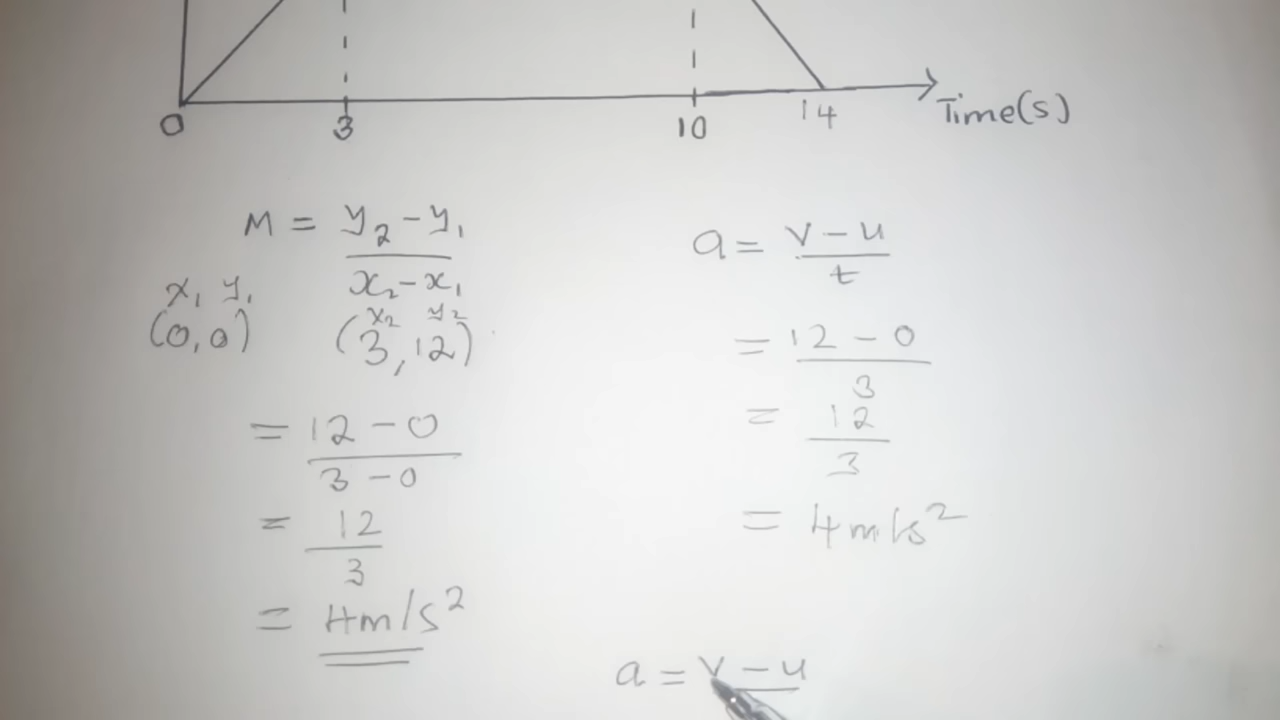 0 3 10 14 Time(s)
M = y₂ - y₁
x₂ - x₁
x₁ y₁ x₂ y₂
(0,0) (3,12)
= 12 - 0
3 - 0
= 12
3
= 4m/s²
a = v - u
t
= 12 - 0
3
= 12
3
= 4m/s²
a = v - u